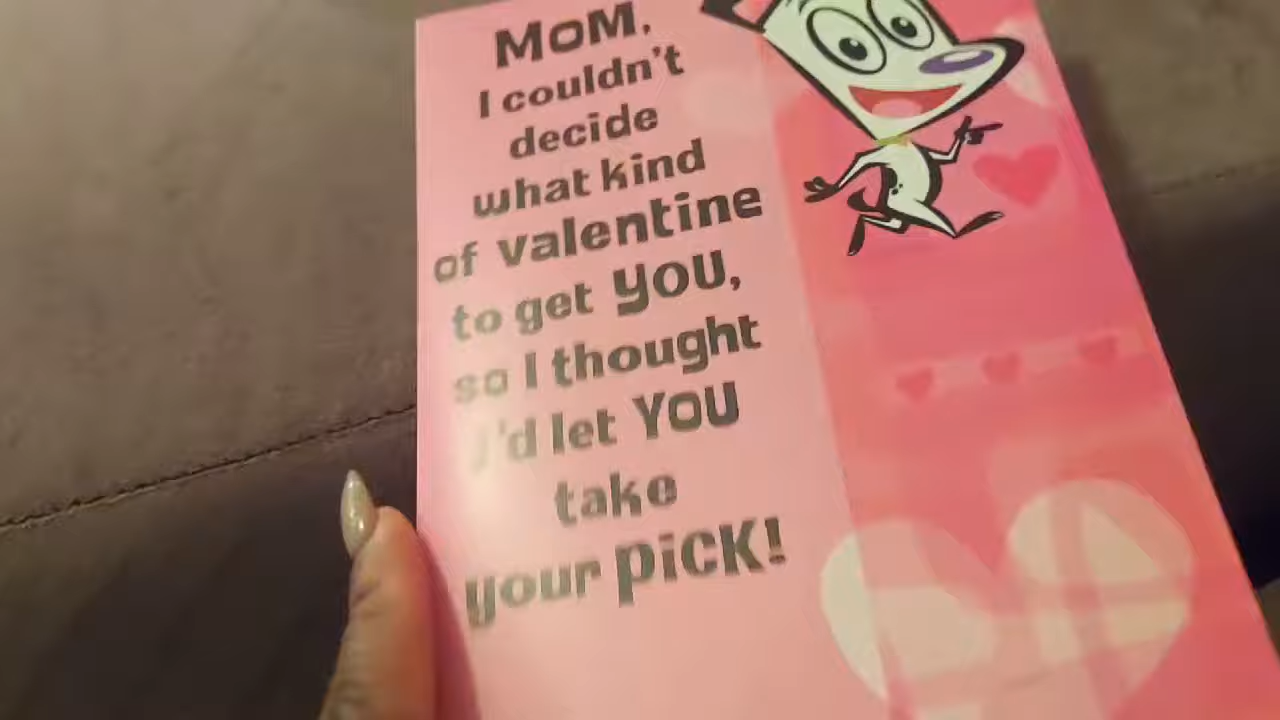 MOM,
I couldn't
decide
what kind
of valentine
to get YOU,
so I thought
I'd let YOU
take
your PiCK!